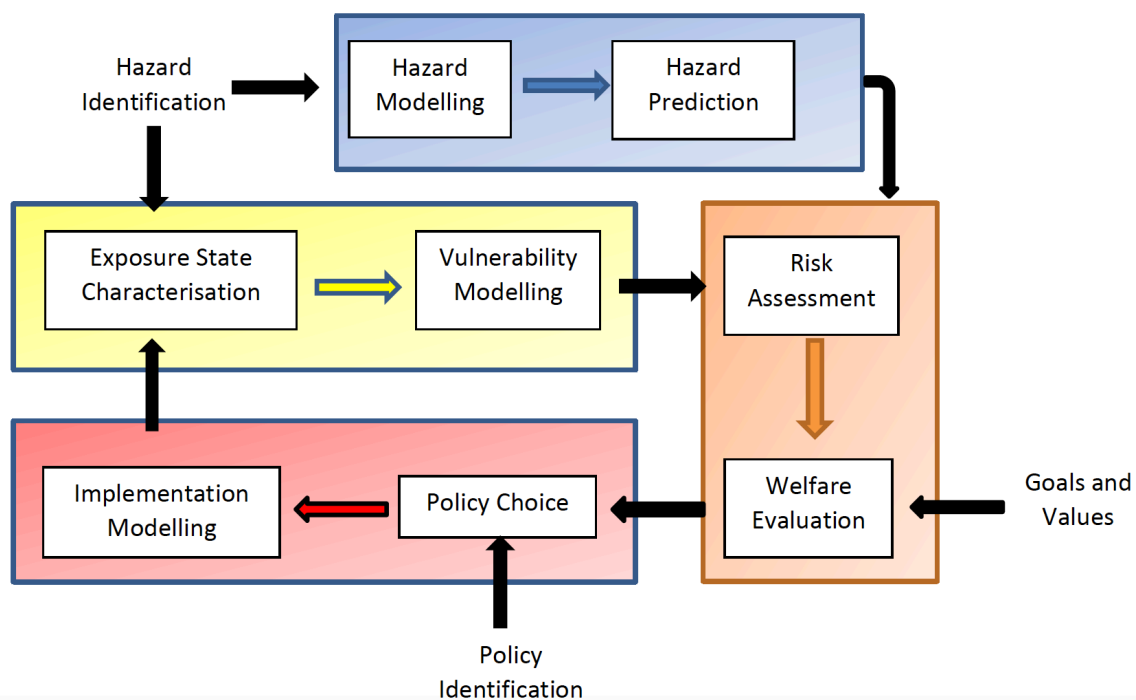 Hazard
Identification
Hazard
Modelling
Hazard
Prediction
Exposure State
Characterisation
Vulnerability
Modelling
Risk
Assessment
Implementation
Modelling
Policy Choice
Welfare
Evaluation
Goals and
Values
Policy
Identification